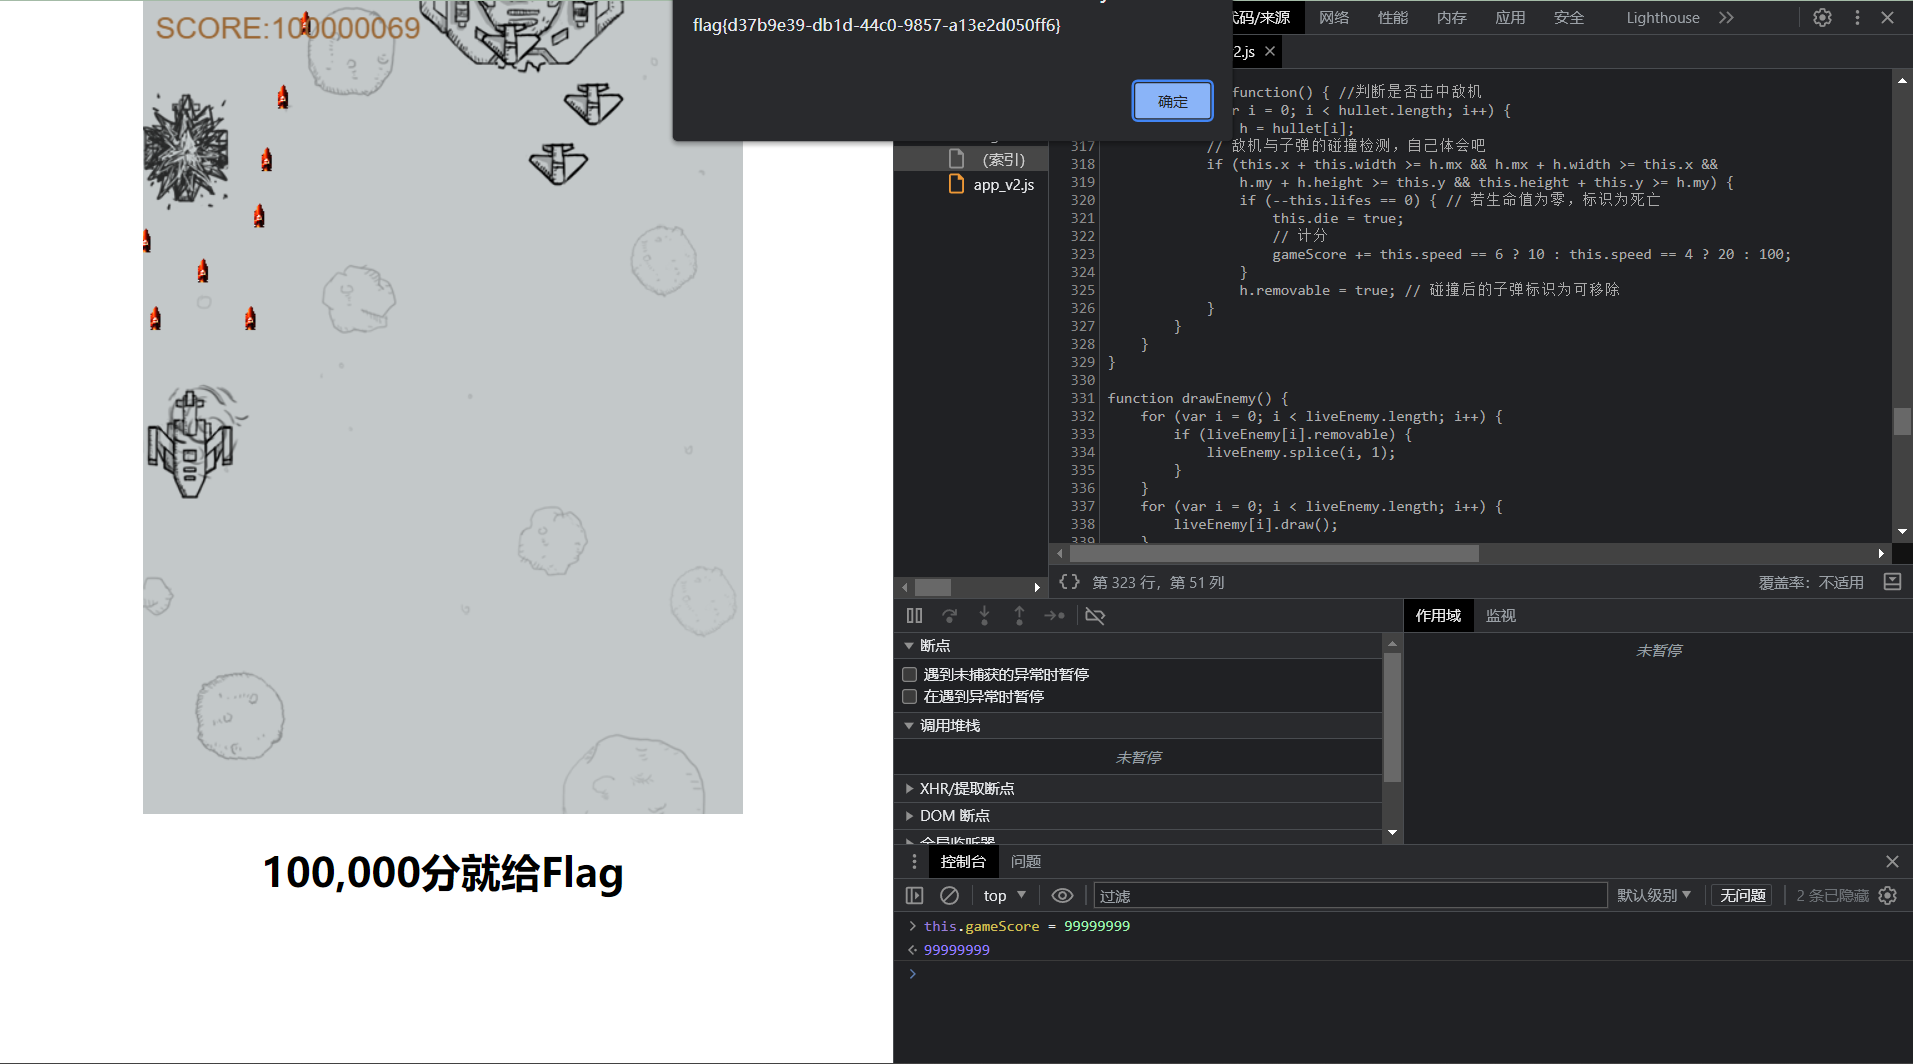 SCORE:100000069
100,000分就给Flag
flag{d37b9e39-db1d-44c0-9857-a13e2d050ff6}
确定
代码/来源 网络 性能 内存 应用 安全 Lighthouse
2.js
(索引)
app_v2.js
function() { //判断是否击中敌机
r i = 0; i < hullet.length; i++) {
h = hullet[i];
317 // 敌机与子弹的碰撞检测，自己体会吧
318 if (this.x + this.width >= h.mx && h.mx + h.width >= this.x &&
319 h.my + h.height >= this.y && this.height + this.y >= h.my) {
320 if (--this.lifes == 0) { // 若生命值为零，标识为死亡
321 this.die = true;
322 // 计分
323 gameScore += this.speed == 6 ? 10 : this.speed == 4 ? 20 : 100;
324 }
325 h.removable = true; // 碰撞后的子弹标识为可移除
326 }
327 }
328 }
329 }
330
331 function drawEnemy() {
332 for (var i = 0; i < liveEnemy.length; i++) {
333 if (liveEnemy[i].removable) {
334 liveEnemy.splice(i, 1);
335 }
336 }
337 for (var i = 0; i < liveEnemy.length; i++) {
338 liveEnemy[i].draw();
339 }
{} 第 323 行，第 51 列 覆盖率：不适用
作用域 监视
未暂停
断点
遇到未捕获的异常时暂停
在遇到异常时暂停
调用堆栈
未暂停
XHR/提取断点
DOM 断点
全局监听器
控制台 问题
top 过滤 默认级别 无问题 2 条已隐藏
> this.gameScore = 99999999
99999999
>